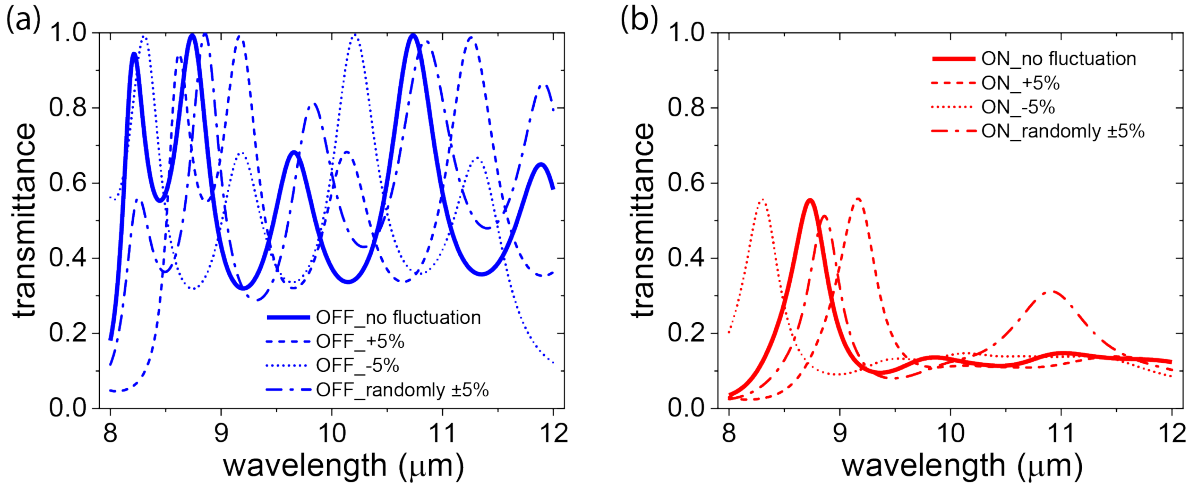 (a)
1.0
0.8
0.6
0.4
0.2
0.0
transmittance
OFF_no fluctuation
OFF_+5%
OFF_-5%
OFF_randomly ±5%
8 9 10 11 12
wavelength (μm)
(b)
1.0
0.8
0.6
0.4
0.2
0.0
transmittance
ON_no fluctuation
ON_+5%
ON_-5%
ON_randomly ±5%
8 9 10 11 12
wavelength (μm)